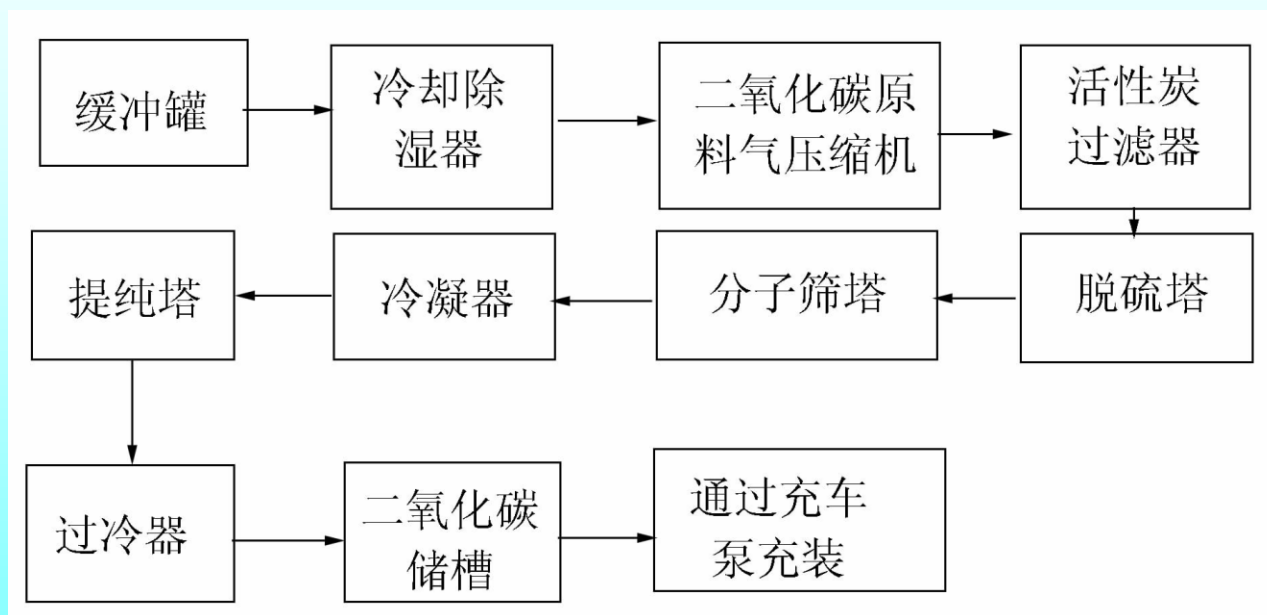 缓冲罐
冷却除
湿器
二氧化碳原
料气压缩机
活性炭
过滤器
提纯塔
冷凝器
分子筛塔
脱硫塔
过冷器
二氧化碳
储槽
通过充车
泵充装